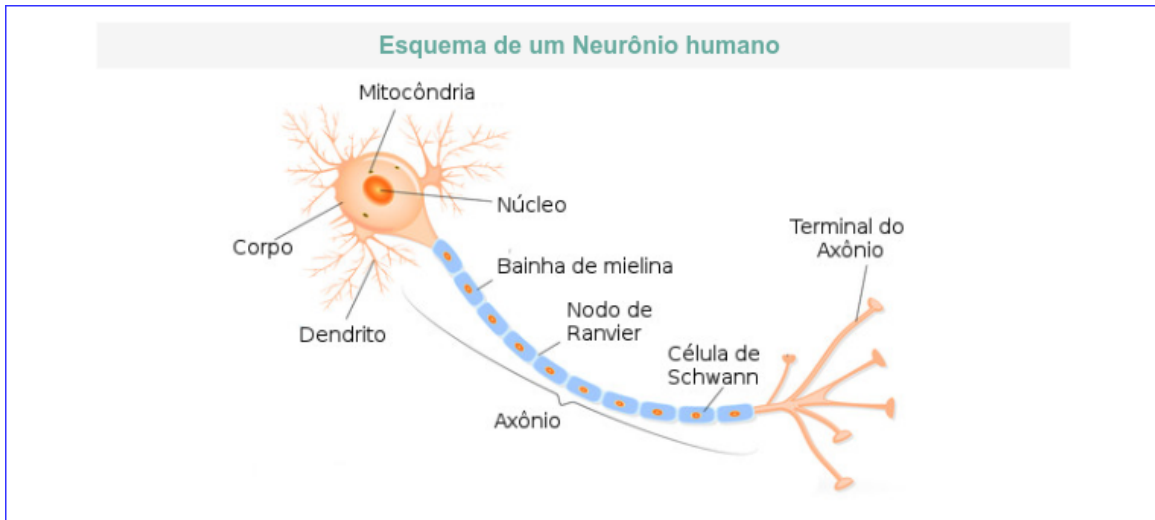 Esquema de um Neurônio humano
Mitocôndria
Núcleo
Corpo
Terminal do
Axônio
Bainha de mielina
Nodo de
Ranvier
Dendrito
Célula de
Schwann
Axônio